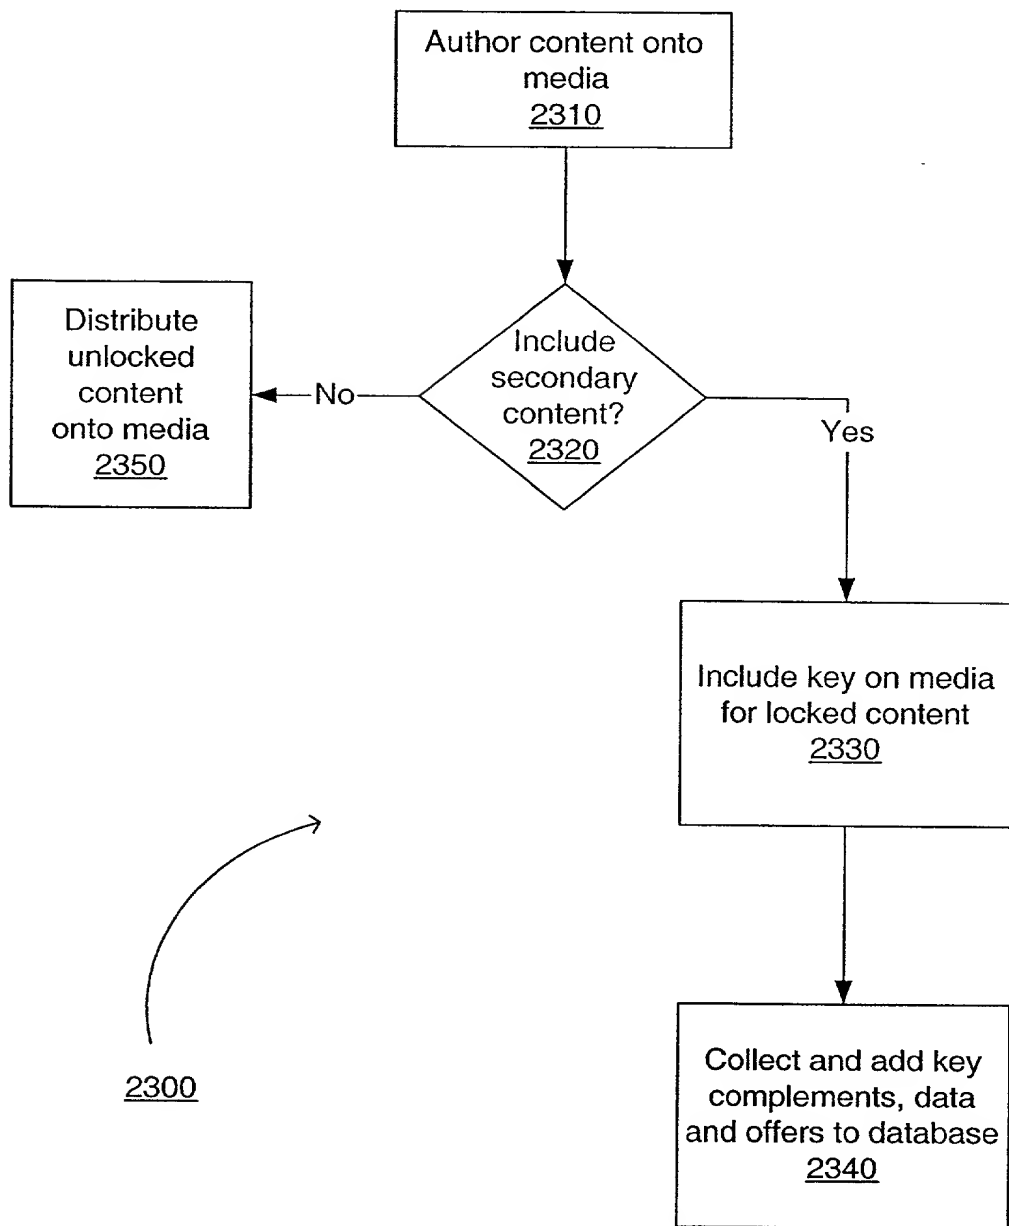 Author content onto
media
2310
Include
secondary
content?
2320
No
Yes
Distribute
unlocked
content
onto media
2350
Include key on media
for locked content
2330
Collect and add key
complements, data
and offers to database
2340
2300